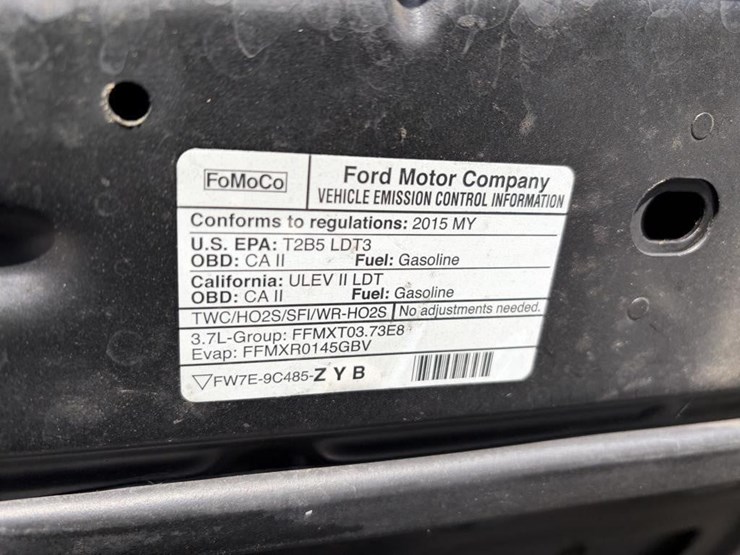 FoMoCo
Ford Motor Company
VEHICLE EMISSION CONTROL INFORMATION
Conforms to regulations: 2015 MY
U.S. EPA: T2B5 LDT3
OBD: CA II Fuel: Gasoline
California: ULEV II LDT
OBD: CA II Fuel: Gasoline
TWC/HO2S/SFI/WR-HO2S No adjustments needed.
3.7L-Group: FFMXT03.73E8
Evap: FFMXR0145GBV
▽FW7E-9C485-Z Y B